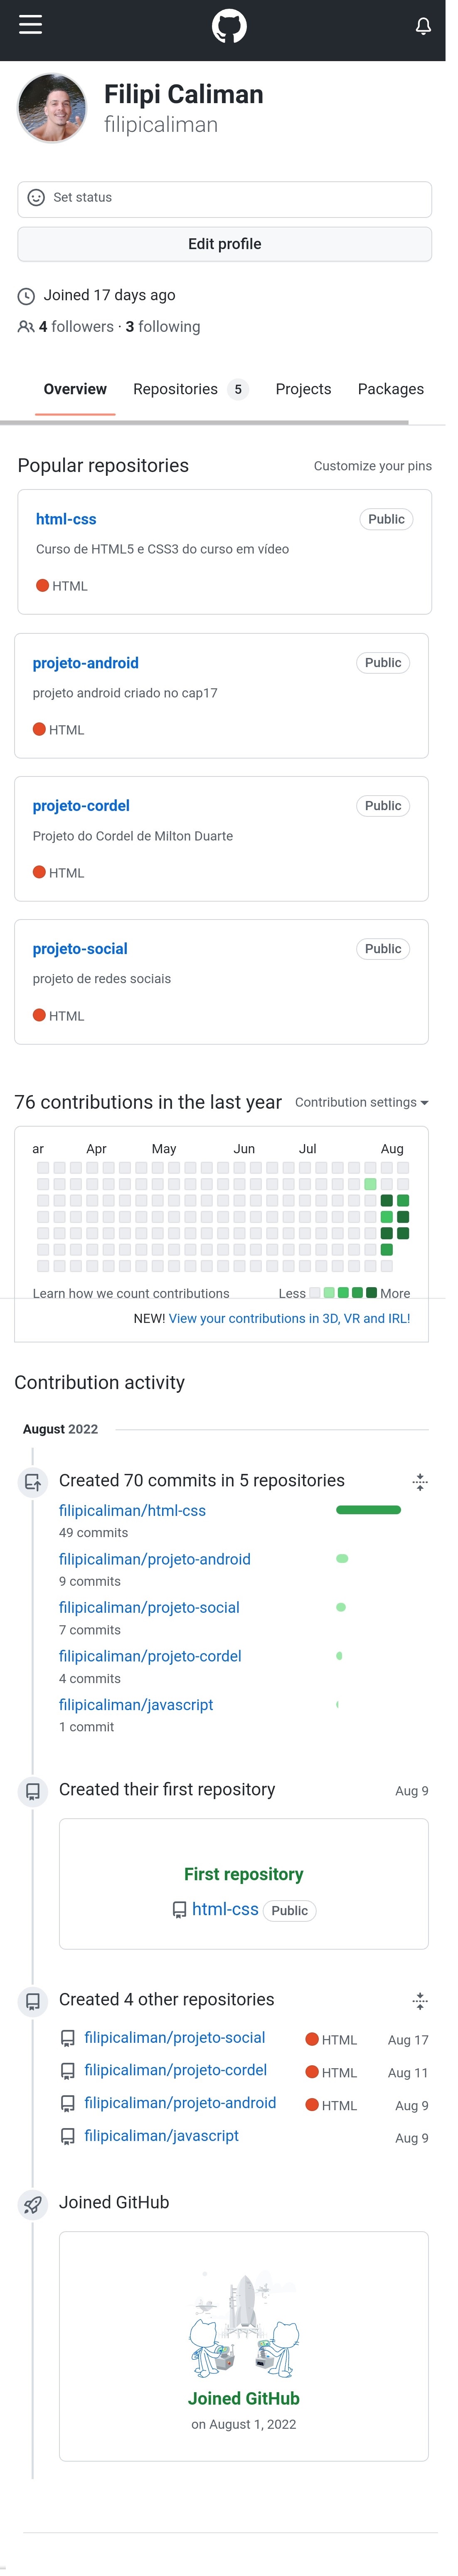 Filipi Caliman
filipicaliman
Set status
Edit profile
Joined 17 days ago
4 followers · 3 following
Overview Repositories 5 Projects Packages
Popular repositories Customize your pins
html-css Public
Curso de HTML5 e CSS3 do curso em vídeo
HTML
projeto-android Public
projeto android criado no cap17
HTML
projeto-cordel Public
Projeto do Cordel de Milton Duarte
HTML
projeto-social Public
projeto de redes sociais
HTML
76 contributions in the last year Contribution settings
ar Apr May Jun Jul Aug
Learn how we count contributions Less More
NEW! View your contributions in 3D, VR and IRL!
Contribution activity
August 2022
Created 70 commits in 5 repositories
filipicaliman/html-css
49 commits
filipicaliman/projeto-android
9 commits
filipicaliman/projeto-social
7 commits
filipicaliman/projeto-cordel
4 commits
filipicaliman/javascript
1 commit
Created their first repository Aug 9
First repository
html-css Public
Created 4 other repositories
filipicaliman/projeto-social HTML Aug 17
filipicaliman/projeto-cordel HTML Aug 11
filipicaliman/projeto-android HTML Aug 9
filipicaliman/javascript Aug 9
Joined GitHub
Joined GitHub
on August 1, 2022